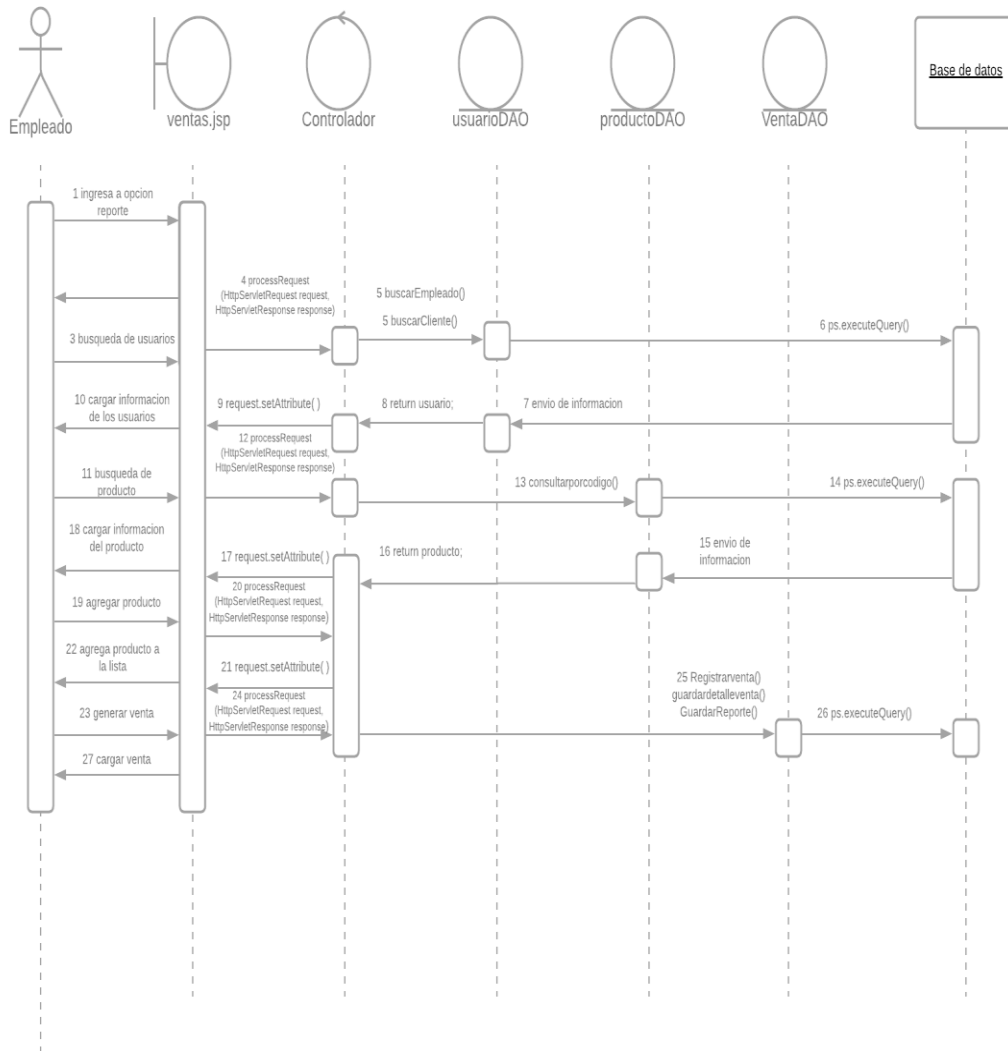 Empleado
ventas.jsp
Controlador
usuarioDAO
productoDAO
VentaDAO
Base de datos
1 ingresa a opcion
reporte
4 processRequest
(HttpServletRequest request,
HttpServletResponse response)
5 buscarEmpleado()
5 buscarCliente()
6 ps.executeQuery()
3 busqueda de usuarios
10 cargar informacion
de los usuarios
9 request.setAttribute( )
8 return usuario;
7 envio de informacion
12 processRequest
(HttpServletRequest request,
HttpServletResponse response)
11 busqueda de
producto
13 consultarporcodigo()
14 ps.executeQuery()
18 cargar informacion
del producto
17 request.setAttribute( )
16 return producto;
15 envio de
informacion
20 processRequest
(HttpServletRequest request,
HttpServletResponse response)
19 agregar producto
22 agrega producto a
la lista
21 request.setAttribute( )
25 Registrarventa()
guardardetalleventa()
GuardarReporte()
24 processRequest
(HttpServletRequest request,
HttpServletResponse response)
23 generar venta
26 ps.executeQuery()
27 cargar venta